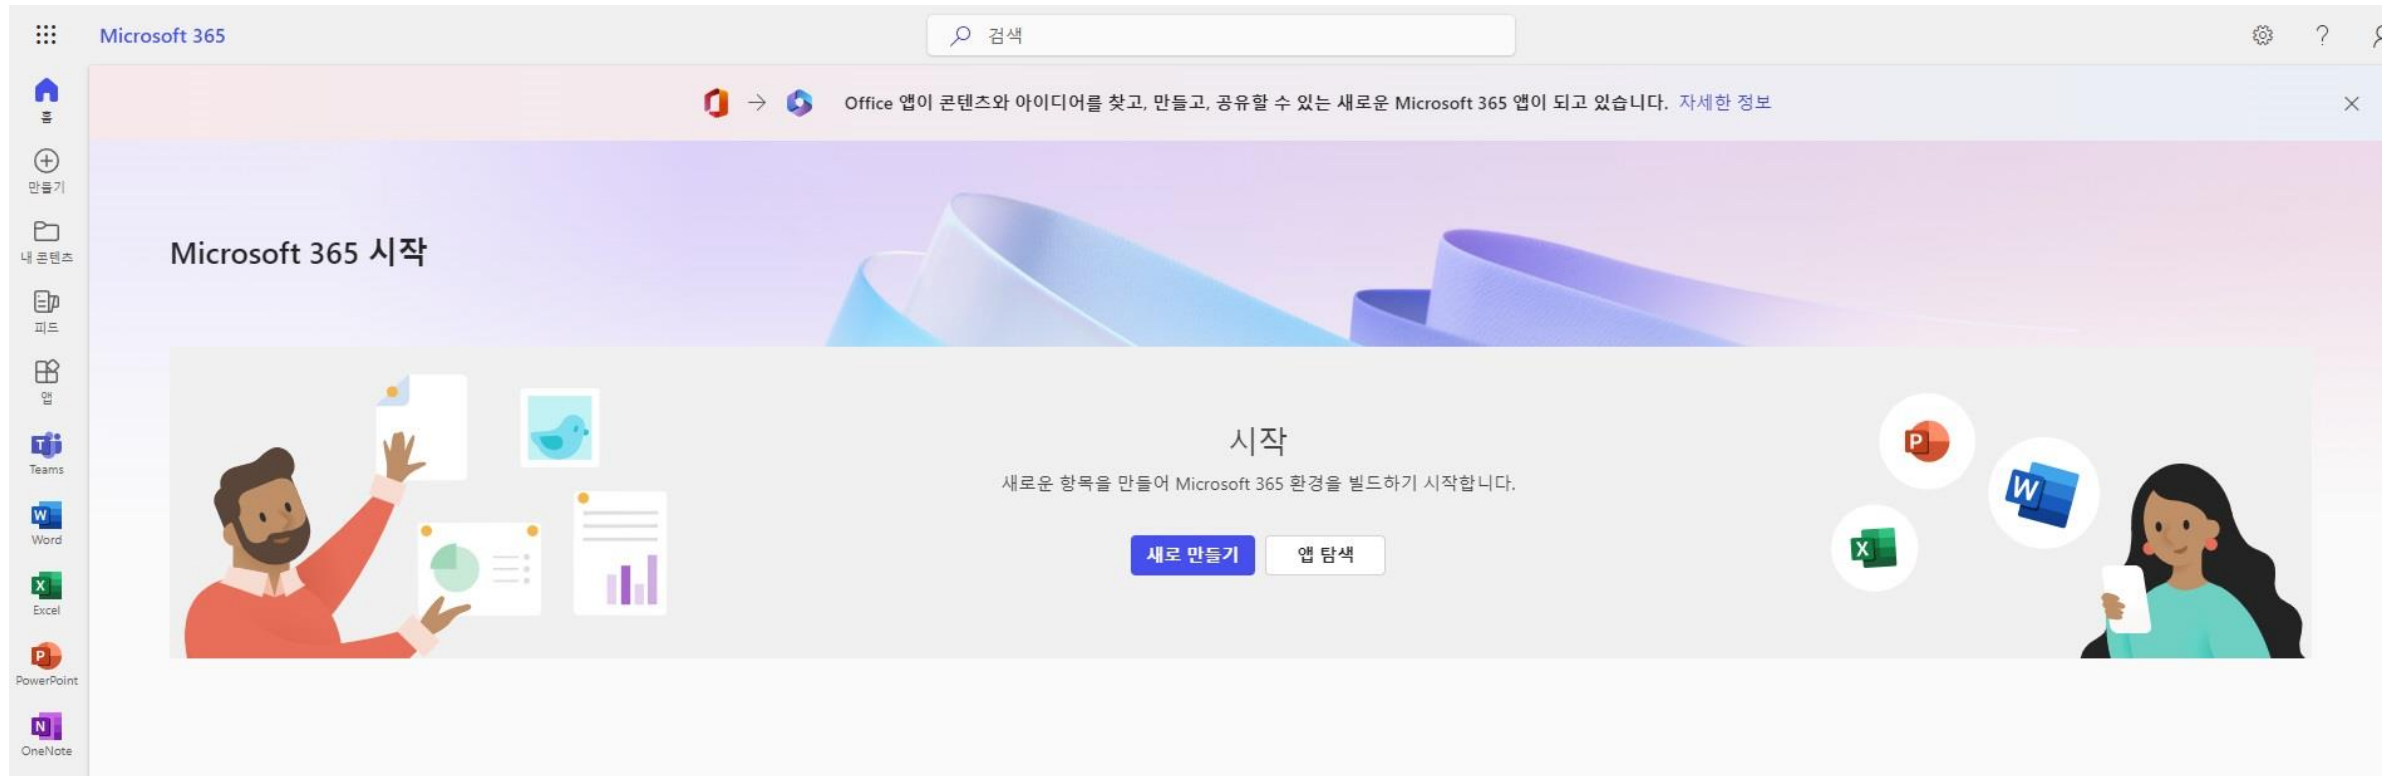 Microsoft 365
검색
홈
만들기
내 콘텐츠
피드
앱
Teams
Word
Excel
PowerPoint
OneNote
Office 앱이 콘텐츠와 아이디어를 찾고, 만들고, 공유할 수 있는 새로운 Microsoft 365 앱이 되고 있습니다. 자세한 정보
Microsoft 365 시작
시작
새로운 항목을 만들어 Microsoft 365 환경을 빌드하기 시작합니다.
새로 만들기
앱 탐색